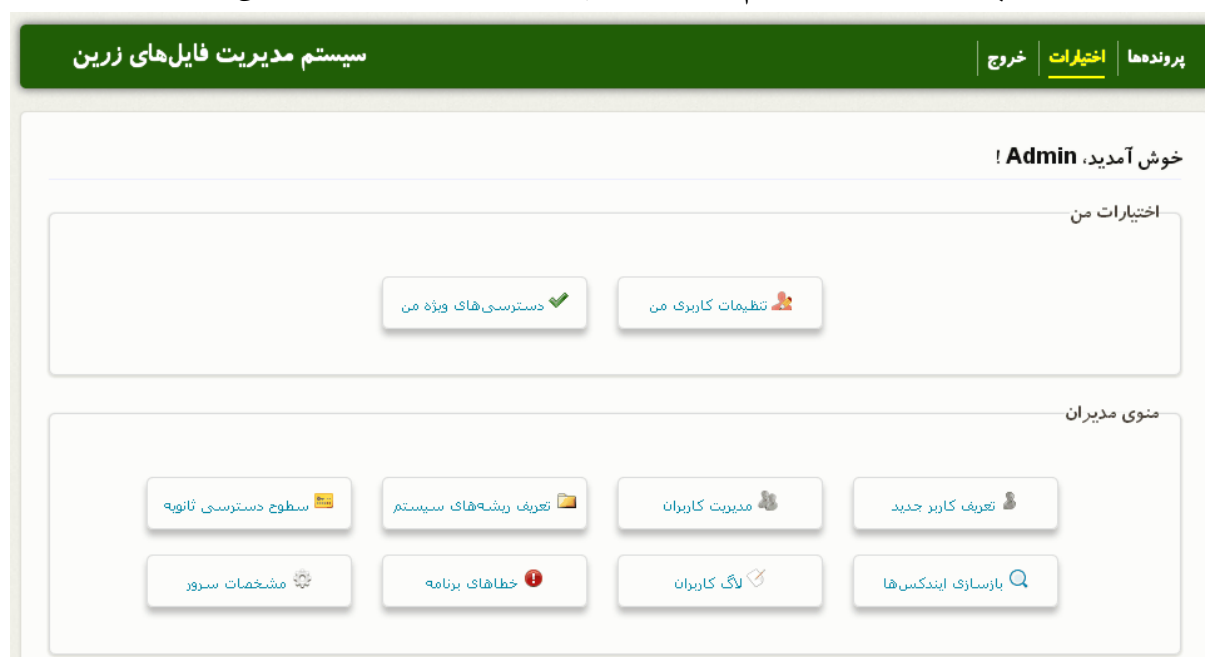 پرونده‌ها اختیارات خروج سیستم مدیریت فایل‌های زرین
خوش آمدید، Admin !
اختیارات من
تنظیمات کاربری من دسترسی‌های ویژه من
منوی مدیران
تعریف کاربر جدید مدیریت کاربران تعریف ریشه‌های سیستم سطوح دسترسی ثانویه
بازسازی ایندکس‌ها لاگ کاربران خطاهای برنامه مشخصات سرور